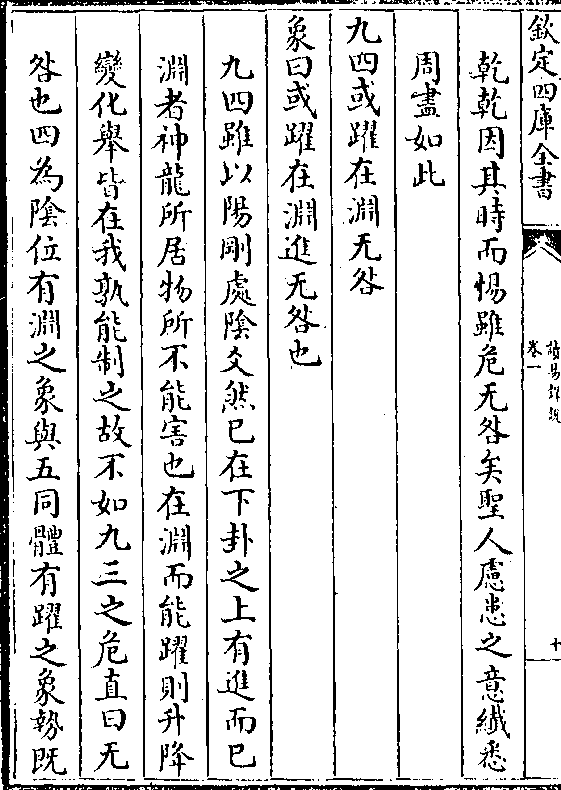 欽定四庫全書
讀易詳說
卷一
十
乾乾因其時而惕雖危无咎矣聖人慮患之意纎悉
周盡如此
九四或躍在淵无咎
象曰或躍在淵進无咎也
九四雖以陽剛處陰爻然已在下卦之上有進而已
淵者神龍所居物所不能害也在淵而能躍則升降
變化舉皆在我孰能制之故不如九三之危直曰无
咎也四為陰位有淵之象與五同體有躍之象勢既